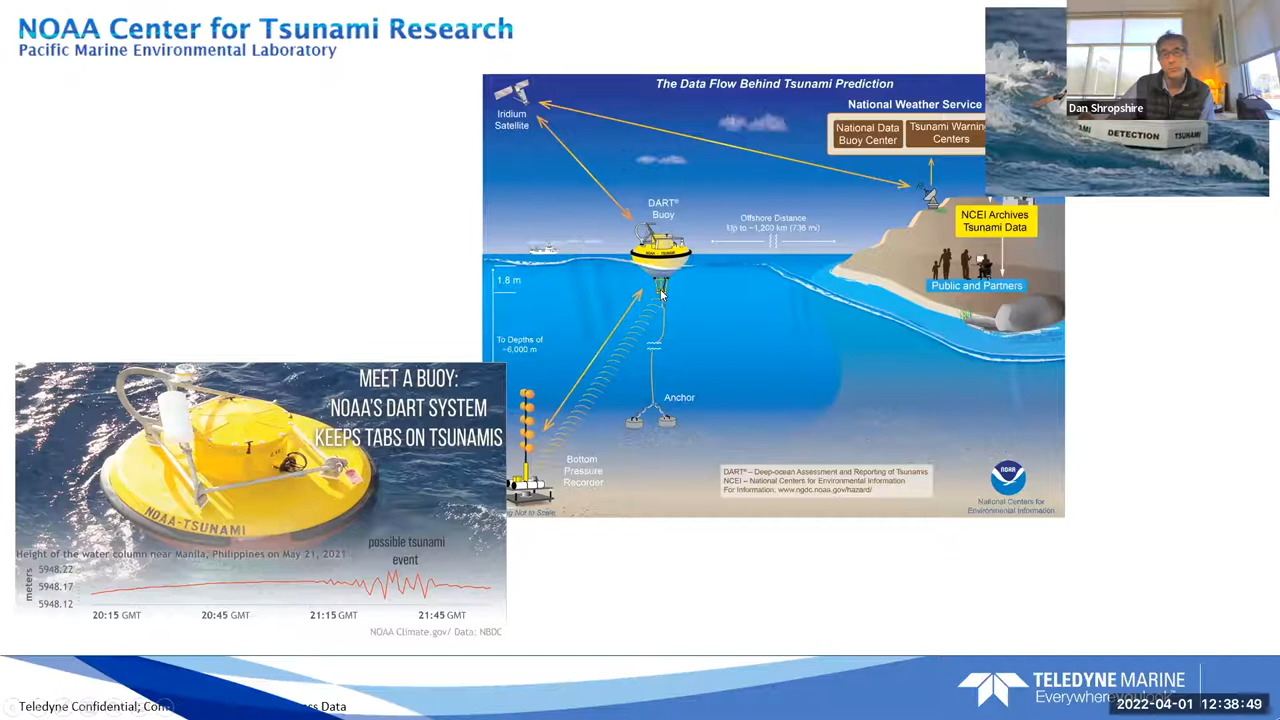 NOAA Center for Tsunami Research
Pacific Marine Environmental Laboratory
The Data Flow Behind Tsunami Prediction
Iridium
Satellite
National Weather Service
National Data
Buoy Center
Tsunami Warning
Centers
Dan Shropshire
DETECTION
TSUNAMI
DART®
Buoy
NOAA - TSUNAMI
Offshore Distance
Up to ~1,200 km (736 mi)
NCEI Archives
Tsunami Data
Public and Partners
1.8 m
To Depths of
~6,000 m
Anchor
Bottom
Pressure
Recorder
Not to Scale
DART® – Deep-ocean Assessment and Reporting of Tsunamis
NCEI – National Centers for Environmental Information
For Information: www.ngdc.noaa.gov/hazard/
NOAA
National Centers for
Environmental Information
MEET A BUOY:
NOAA'S DART SYSTEM
KEEPS TABS ON TSUNAMIS
NOAA-TSUNAMI
Height of the water column near Manila, Philippines on May 21, 2021
possible tsunami
event
meters
5948.22
5948.17
5948.12
20:15 GMT
20:45 GMT
21:15 GMT
21:45 GMT
NOAA Climate.gov/ Data: NBDC
TELEDYNE MARINE
Everywhereyoulook
Teledyne Confidential; Com
ss Data
2022-04-01 12:38:49